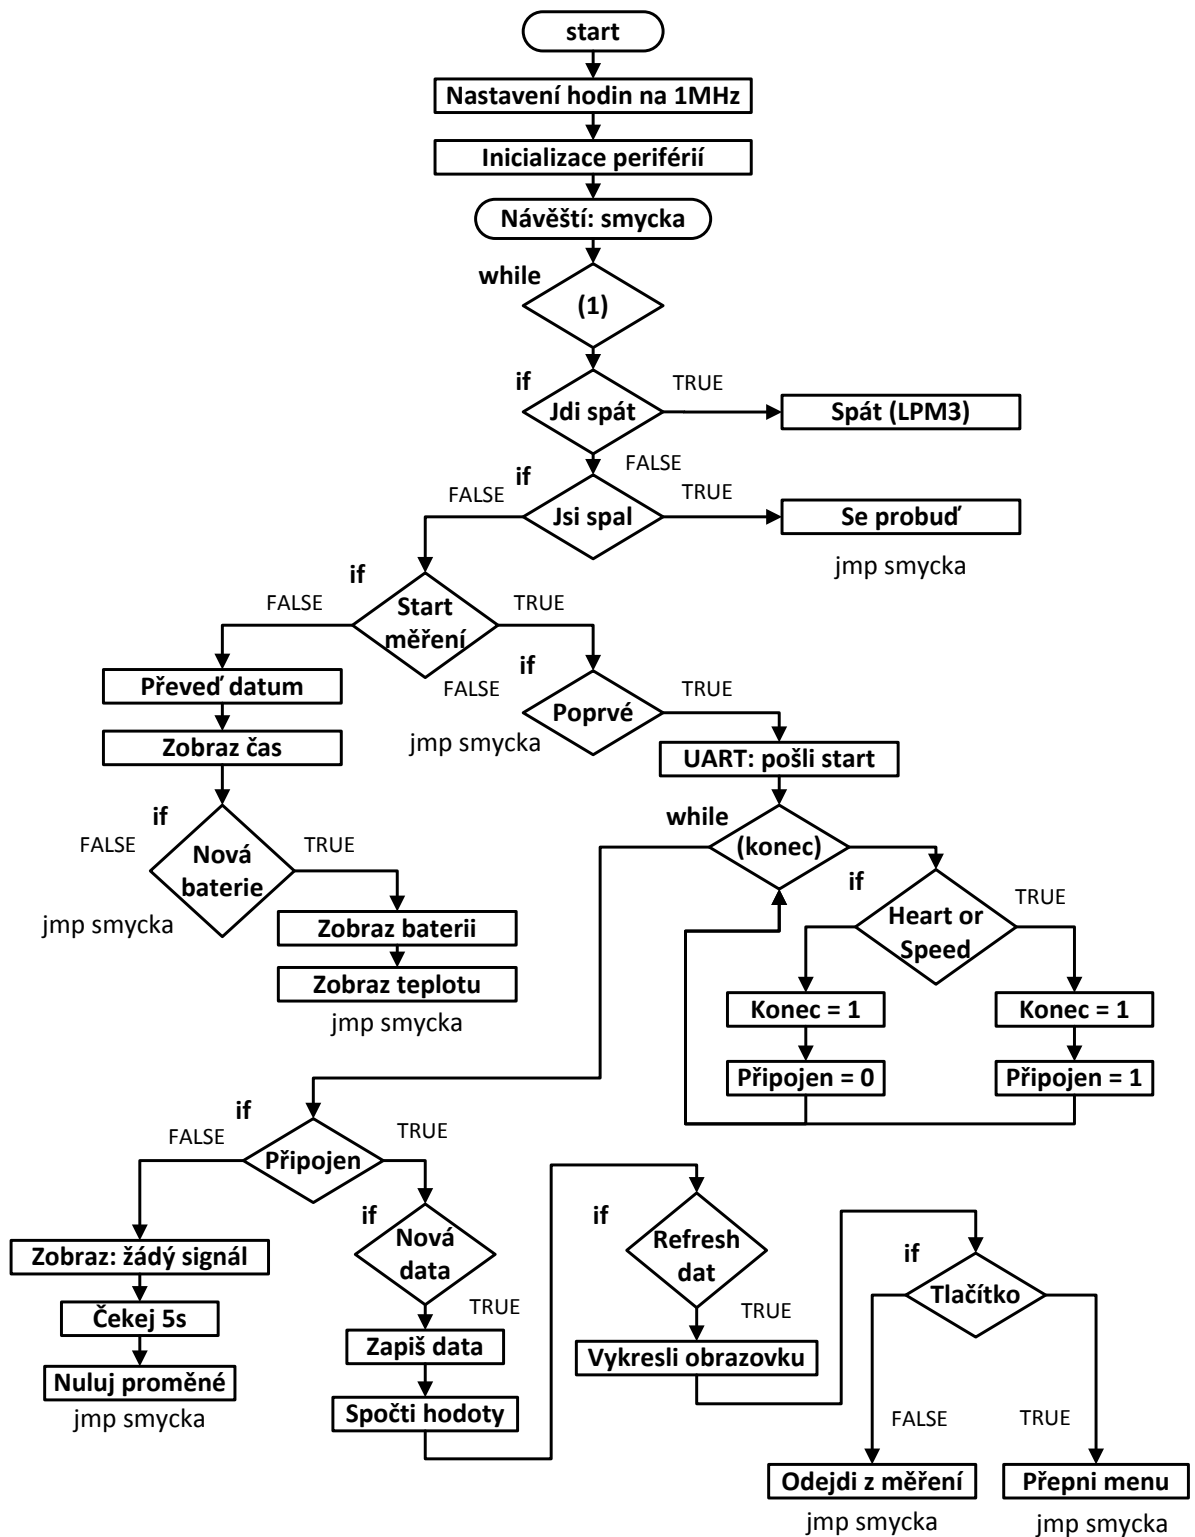 start
Nastavení hodin na 1MHz
Inicializace periférií
Návěští: smycka
while
(1)
if
TRUE
Jdi spát
Spát (LPM3)
FALSE
if
FALSE
TRUE
Jsi spal
Se probuď
jmp smycka
if
FALSE
TRUE
Start
měření
if
Převeď datum
FALSE
TRUE
Poprvé
Zobraz čas
jmp smycka
UART: pošli start
if
while
FALSE
TRUE
(konec)
Nová
baterie
if
TRUE
Heart or
Speed
jmp smycka
Zobraz baterii
Zobraz teplotu
jmp smycka
Konec = 1
Konec = 1
Připojen = 0
Připojen = 1
if
FALSE
TRUE
Připojen
if
Nová
data
if
Refresh
dat
if
Zobraz: žádý signál
Tlačítko
TRUE
TRUE
Čekej 5s
Zapiš data
Vykresli obrazovku
Nuluj proměné
jmp smycka
Spočti hodoty
FALSE
TRUE
Odejdi z měření
Přepni menu
jmp smycka
jmp smycka